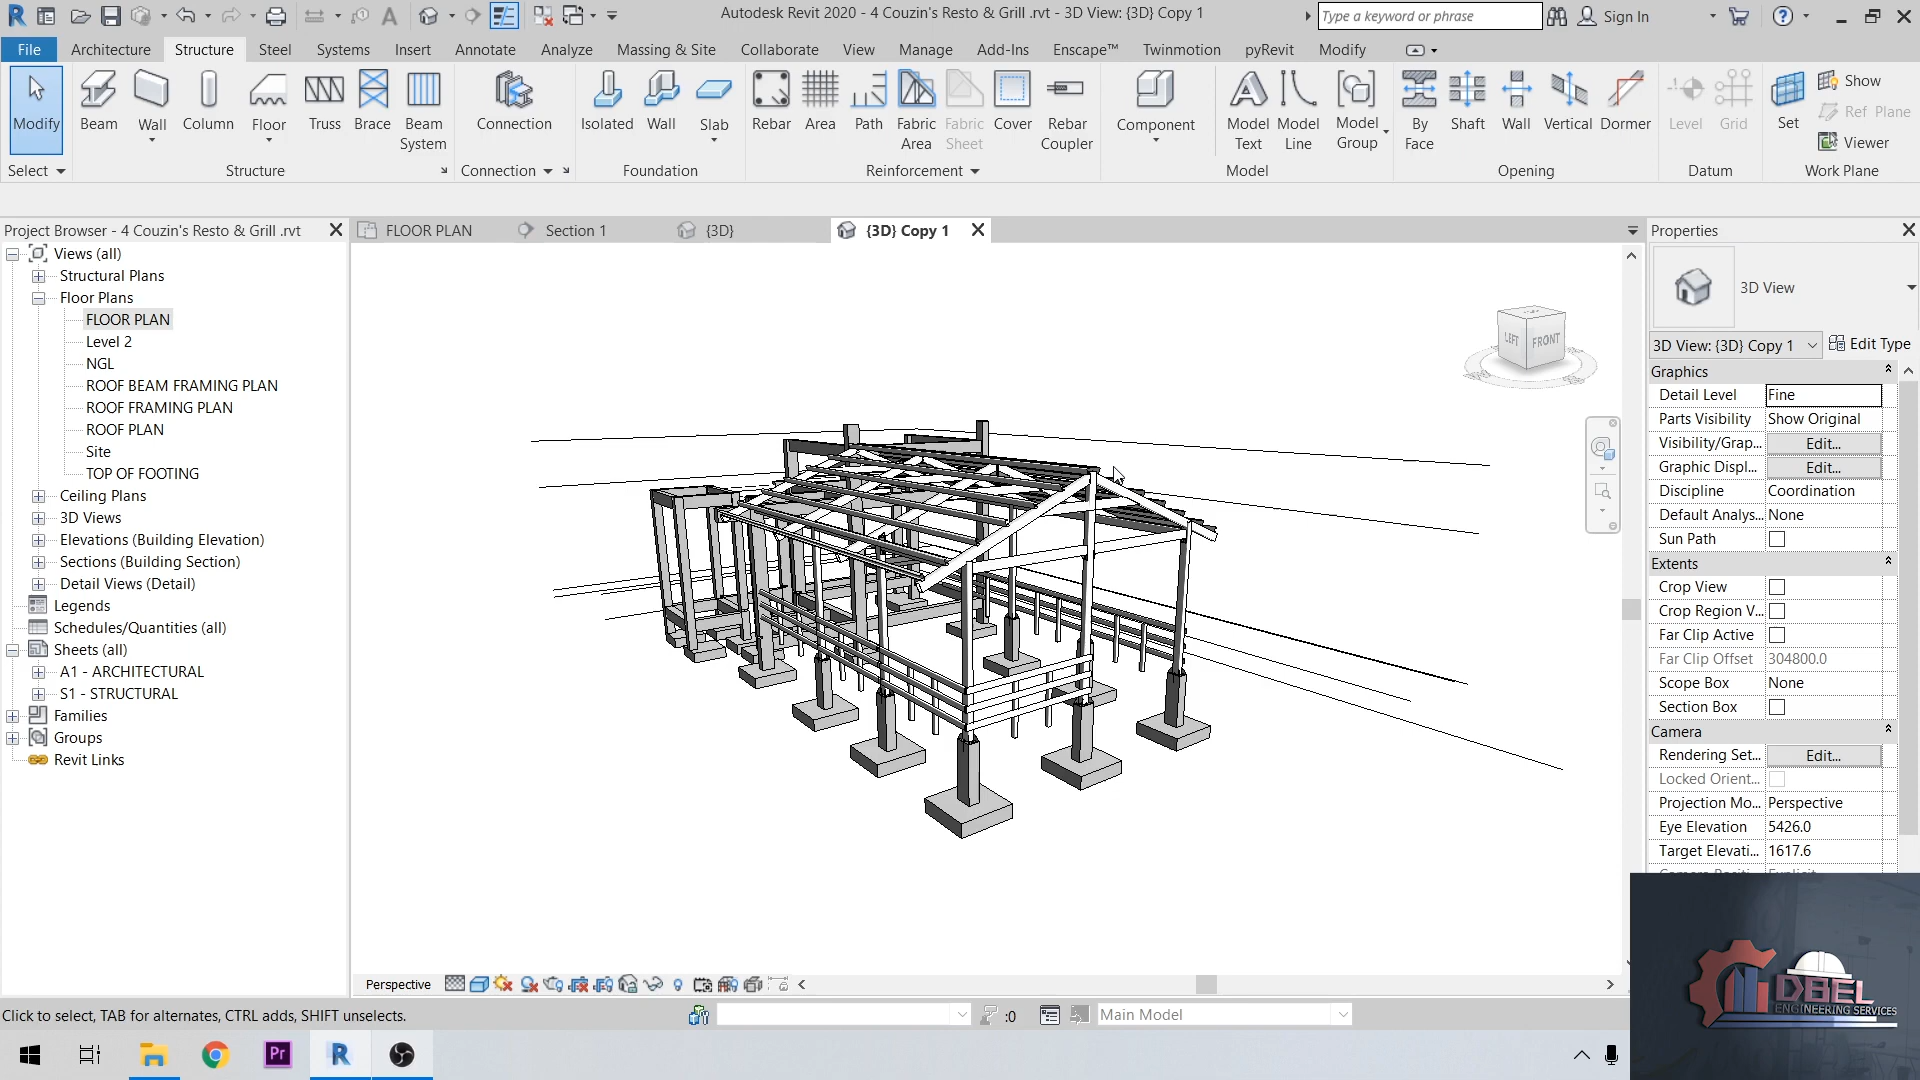 Autodesk Revit 2020 - 4 Couzin's Resto & Grill .rvt - 3D View: {3D} Copy 1
Type a keyword or phrase
Sign In
File Architecture Structure Steel Systems Insert Annotate Analyze Massing & Site Collaborate View Manage Add-Ins Enscape™ Twinmotion pyRevit Modify
Modify Beam Wall Column Floor Truss Brace Beam System Connection Isolated Wall Slab Rebar Area Path Fabric Area Fabric Sheet Cover Rebar Coupler Component Model Text Model Line Model Group By Face Shaft Wall Vertical Dormer Level Grid Set
Show
Ref Plane
Viewer
Select Structure Connection Foundation Reinforcement Model Opening Datum Work Plane
Project Browser - 4 Couzin's Resto & Grill .rvt
Views (all)
Structural Plans
Floor Plans
FLOOR PLAN
Level 2
NGL
ROOF BEAM FRAMING PLAN
ROOF FRAMING PLAN
ROOF PLAN
Site
TOP OF FOOTING
Ceiling Plans
3D Views
Elevations (Building Elevation)
Sections (Building Section)
Detail Views (Detail)
Legends
Schedules/Quantities (all)
Sheets (all)
A1 - ARCHITECTURAL
S1 - STRUCTURAL
Families
Groups
Revit Links
FLOOR PLAN Section 1 {3D} {3D} Copy 1
LEFT FRONT
Properties
3D View
3D View: {3D} Copy 1 Edit Type
Graphics
Detail Level Fine
Parts Visibility Show Original
Visibility/Grap... Edit...
Graphic Displ... Edit...
Discipline Coordination
Default Analys... None
Sun Path
Extents
Crop View
Crop Region V...
Far Clip Active
Far Clip Offset 304800.0
Scope Box None
Section Box
Camera
Rendering Set... Edit...
Locked Orient...
Projection Mo... Perspective
Eye Elevation 5426.0
Target Elevati... 1617.6
Perspective
Click to select, TAB for alternates, CTRL adds, SHIFT unselects.
:0
Main Model
Pr
R
D8EL
ENGINEERING SERVICES